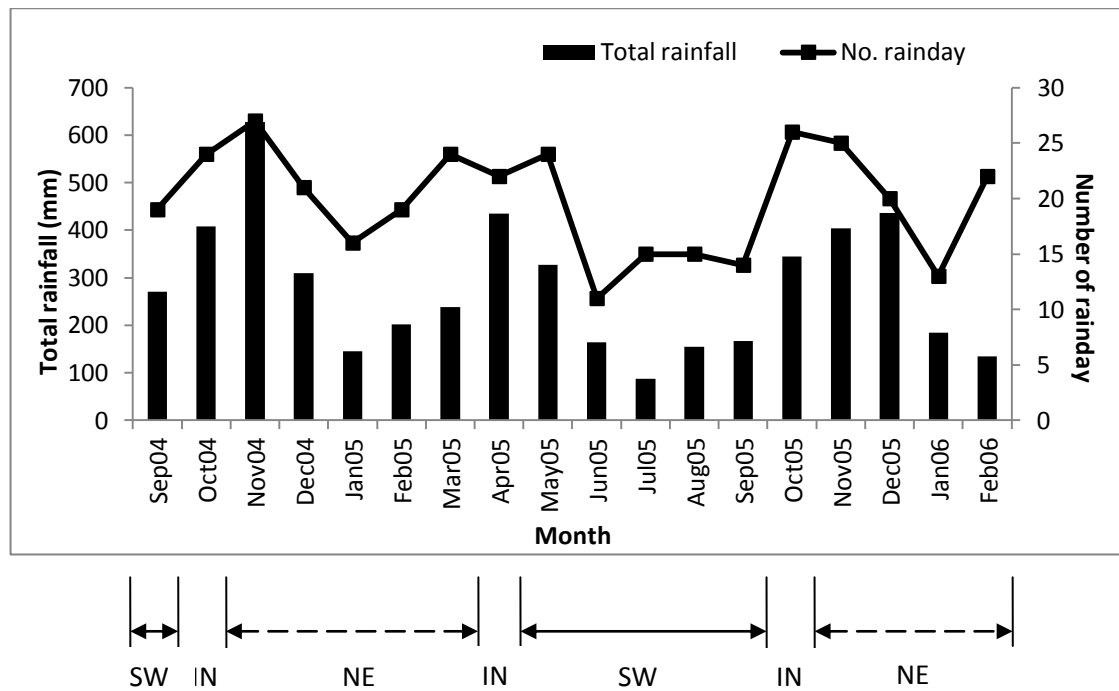 Total rainfall No. rainday
700
600
500
400
300
200
100
0
Total rainfall (mm)
30
25
20
15
10
5
0
Number of rainday
Sep04
Oct04
Nov04
Dec04
Jan05
Feb05
Mar05
Apr05
May05
Jun05
Jul05
Aug05
Sep05
Oct05
Nov05
Dec05
Jan06
Feb06
Month
SW IN NE IN SW IN NE